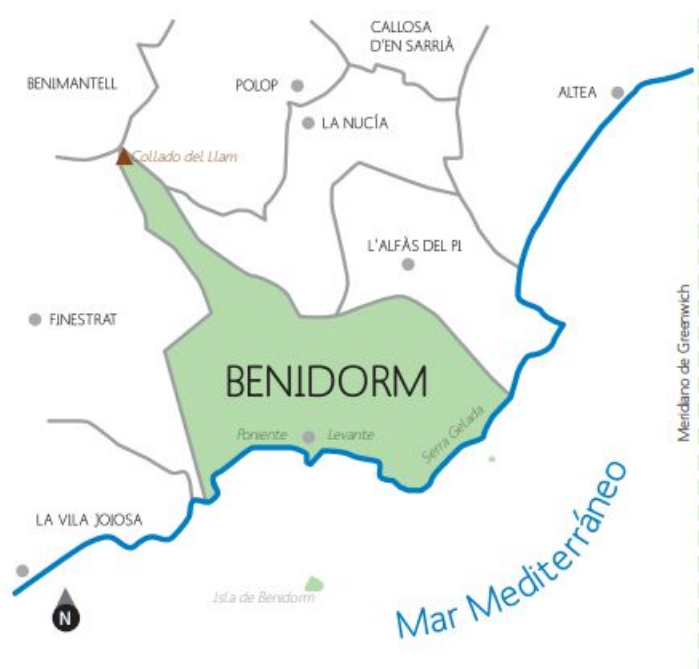 CALLOSA
D'EN SARRIÀ
BENIMANTELL
POLOP
ALTEA
LA NUCÍA
Collado del Llam
L'ALFÀS DEL PI
FINESTRAT
Meridiano de Greenwich
BENIDORM
Poniente
Levante
Serra Gelada
LA VILA JOIOSA
Mar Mediterráneo
Isla de Benidorm
N